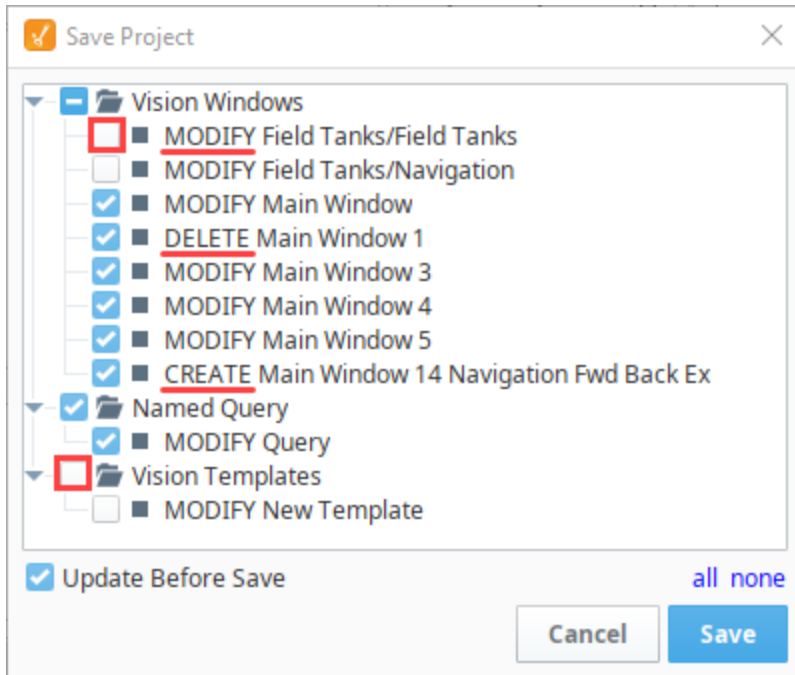 Save Project
Vision Windows
MODIFY Field Tanks/Field Tanks
MODIFY Field Tanks/Navigation
MODIFY Main Window
DELETE Main Window 1
MODIFY Main Window 3
MODIFY Main Window 4
MODIFY Main Window 5
CREATE Main Window 14 Navigation Fwd Back Ex
Named Query
MODIFY Query
Vision Templates
MODIFY New Template
Update Before Save all none
Cancel Save